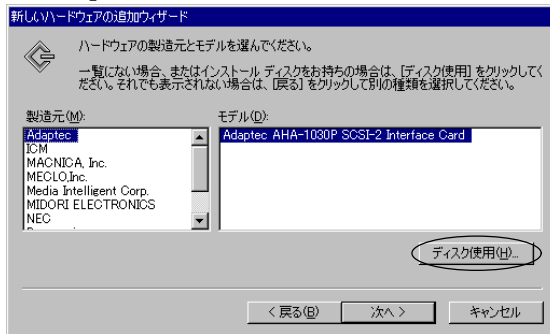 新しいハードウェアの追加ウィザード
ハードウェアの製造元とモデルを選んでください。
一覧にない場合、またはインストール ディスクをお持ちの場合は、[ディスク使用] をクリックしてく
ださい。それでも表示されない場合は、[戻る] をクリックして別の種類を選択してください。
製造元(M):
モデル(D):
Adaptec
ICM
MACNICA, Inc.
MECLO,Inc.
Media Intelligent Corp.
MIDORI ELECTRONICS
NEC
Adaptec AHA-1030P SCSI-2 Interface Card
ディスク使用(H)...
< 戻る(B)
次へ >
キャンセル